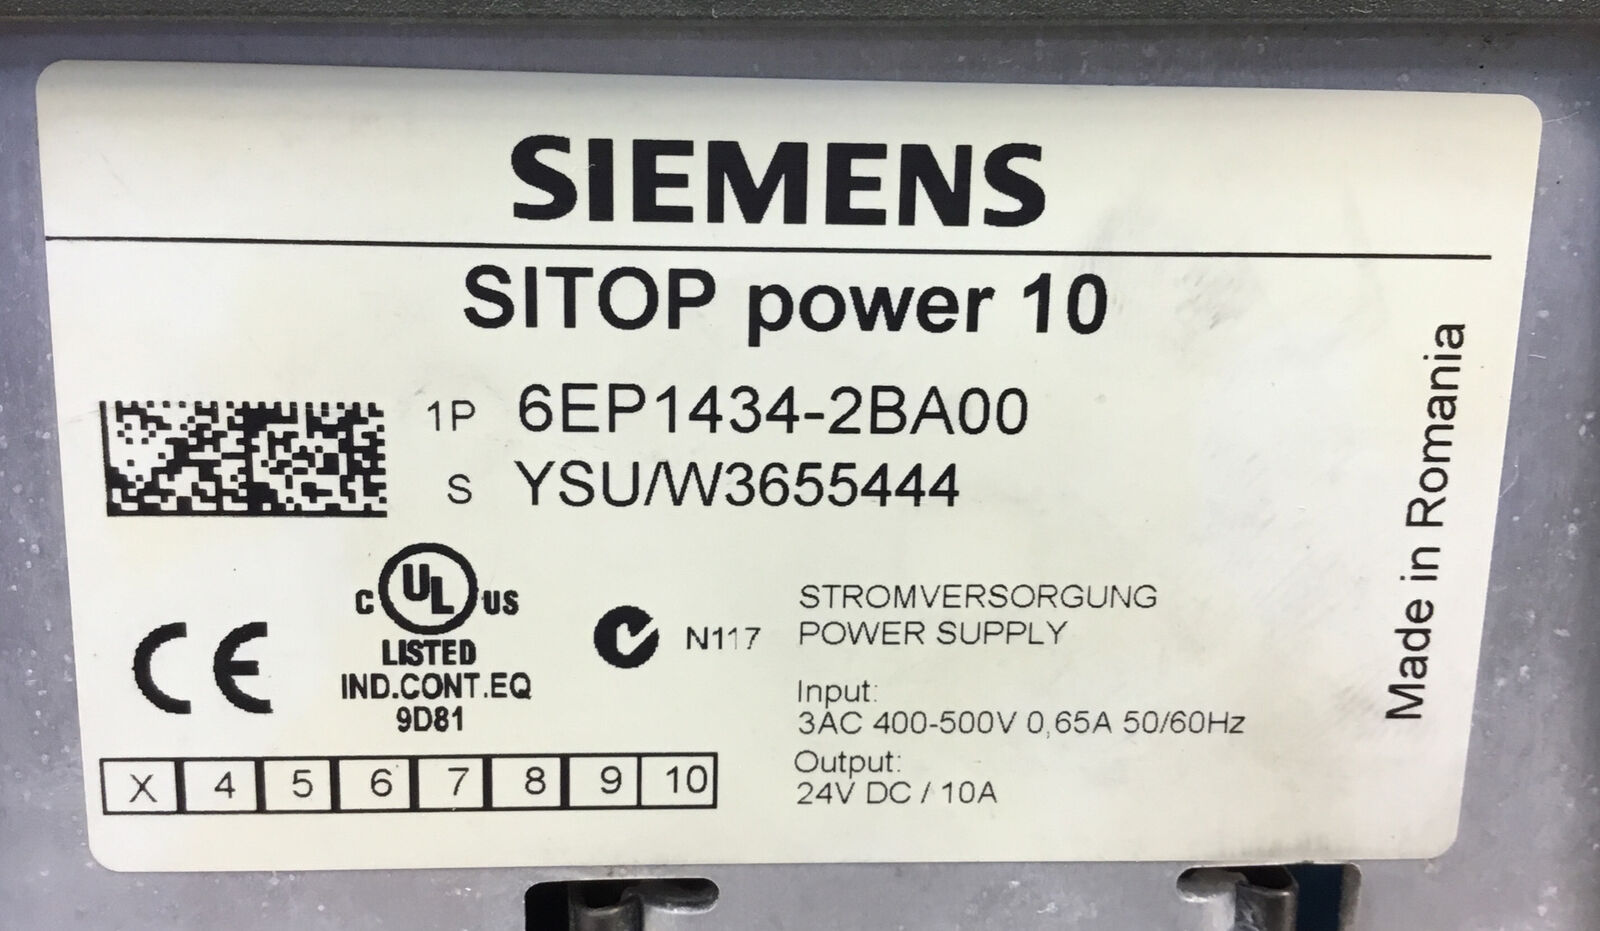 SIEMENS
SITOP power 10
1P 6EP1434-2BA00
S YSU/W3655444
C UL US
LISTED
IND.CONT.EQ
9D81
CE
N117
STROMVERSORGUNG
POWER SUPPLY
Input:
3AC 400-500V 0,65A 50/60Hz
Output:
24V DC / 10A
X 4 5 6 7 8 9 10
Made in Romania